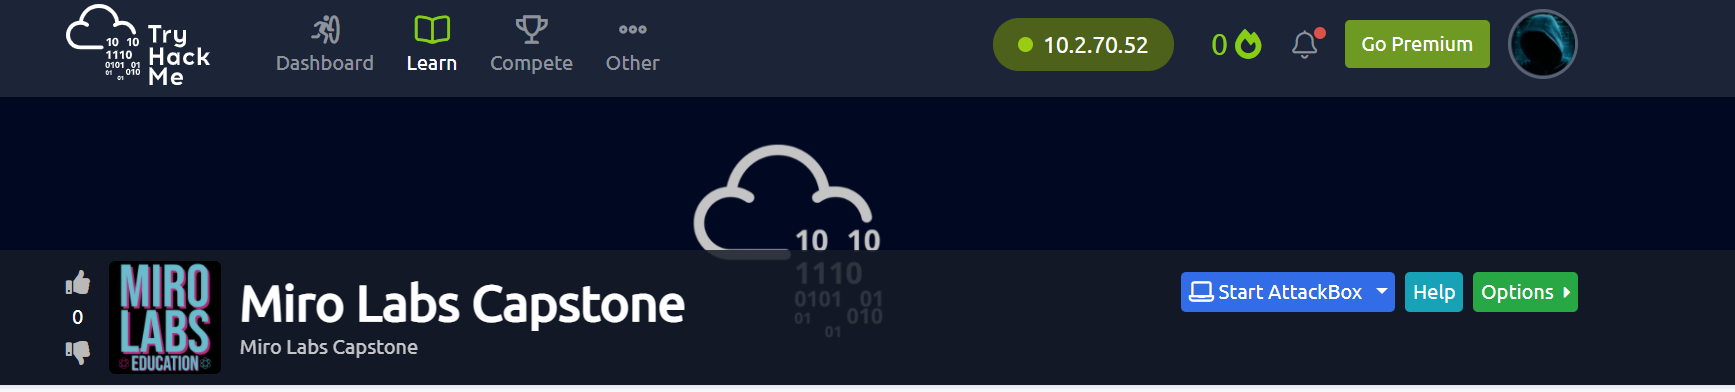 Try
Hack
Me
10 10
1110
0101 01
01 010
01
Dashboard
Learn
Compete
Other
10.2.70.52
0
Go Premium
10 10
1110
0101 01
01 010
01
0
MIRO
LABS
EDUCATION
Miro Labs Capstone
Miro Labs Capstone
Start AttackBox
Help
Options